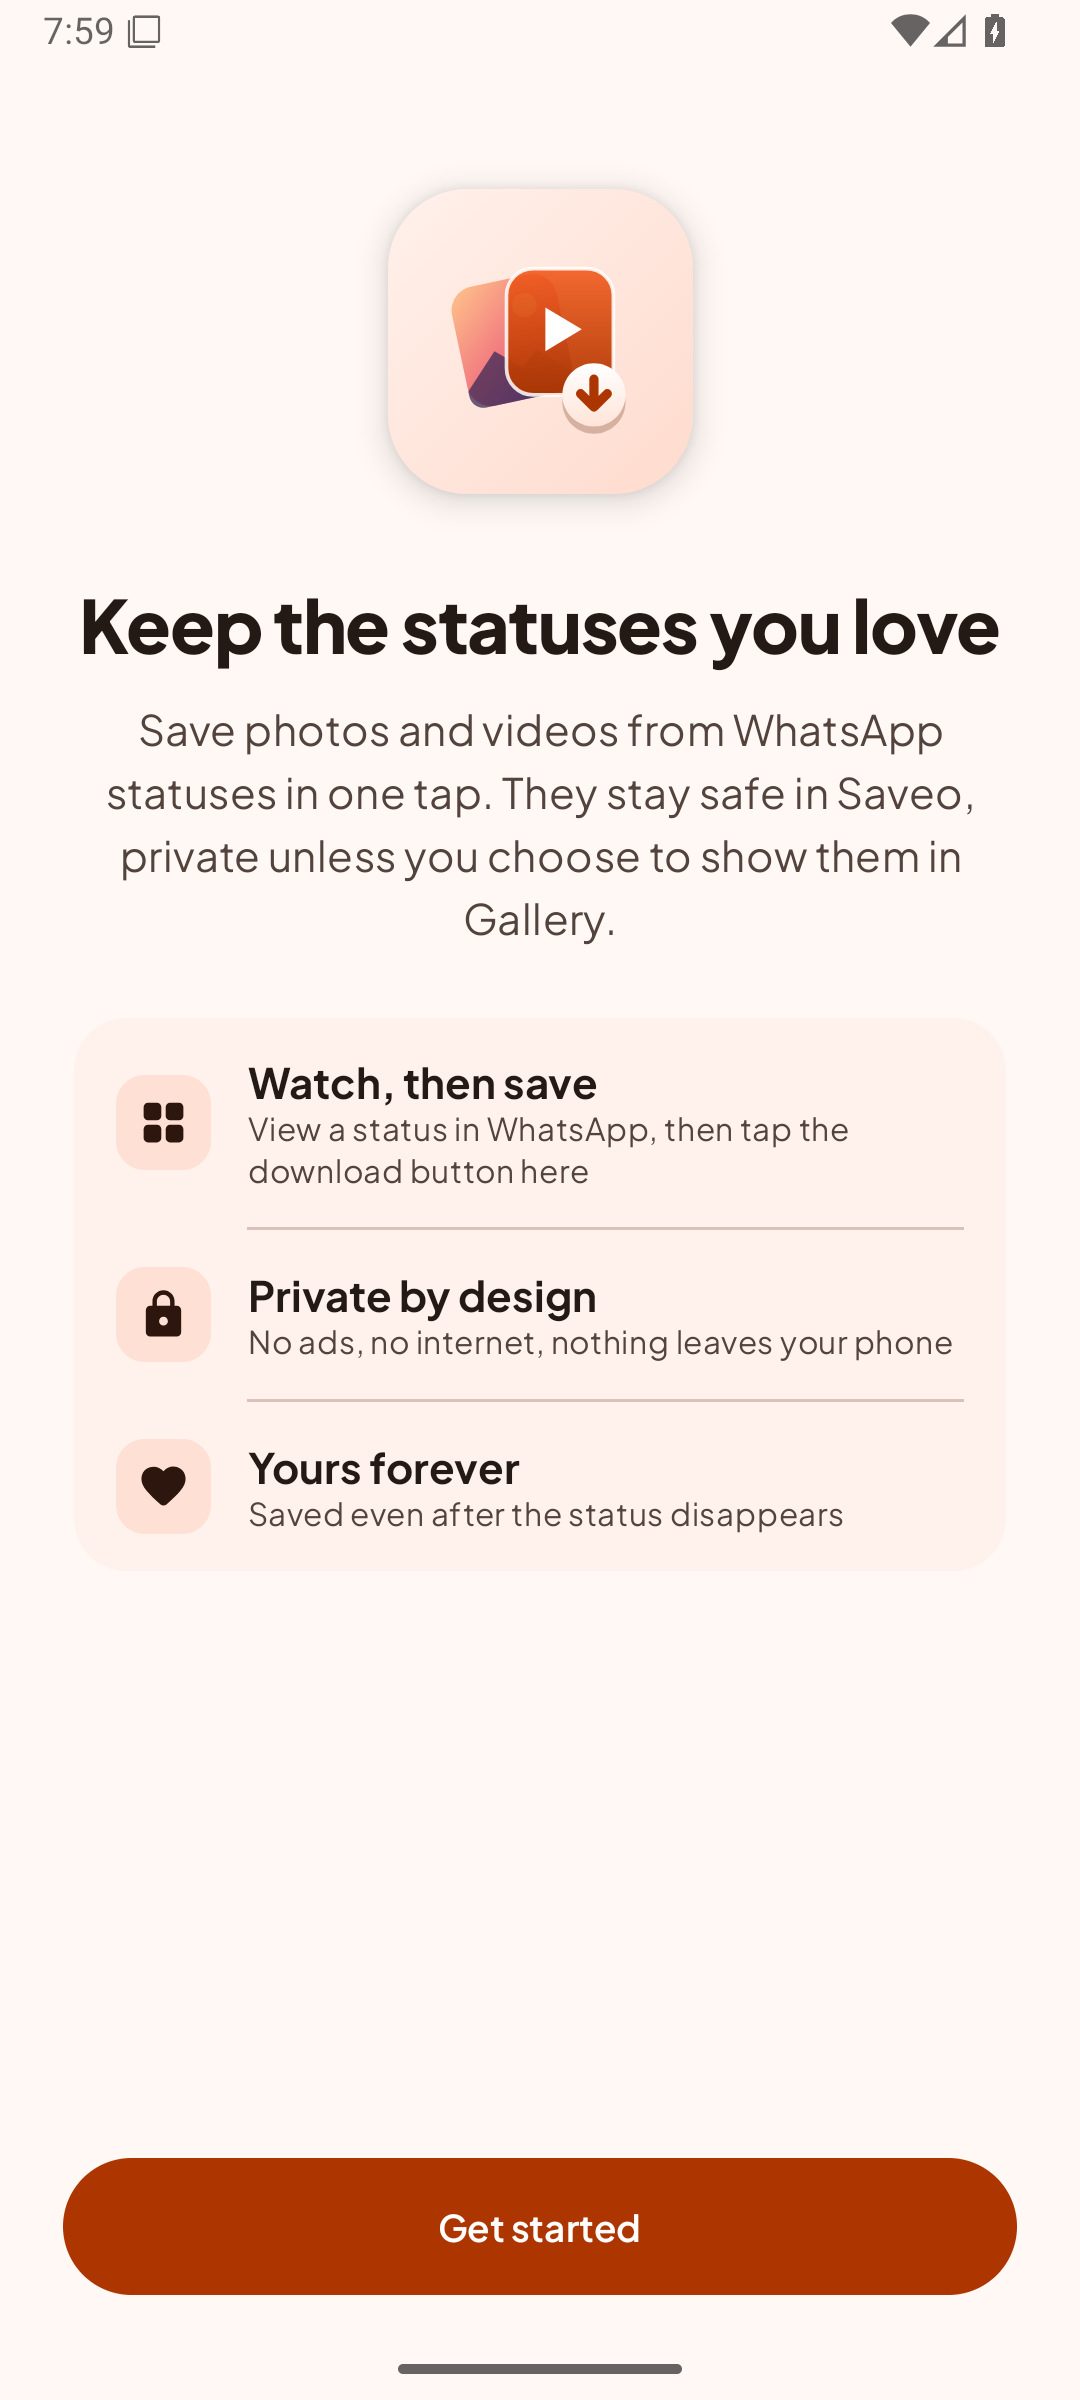 7:59
Keep the statuses you love
Save photos and videos from WhatsApp
statuses in one tap. They stay safe in Saveo,
private unless you choose to show them in
Gallery.
Watch, then save
View a status in WhatsApp, then tap the
download button here
Private by design
No ads, no internet, nothing leaves your phone
Yours forever
Saved even after the status disappears
Get started